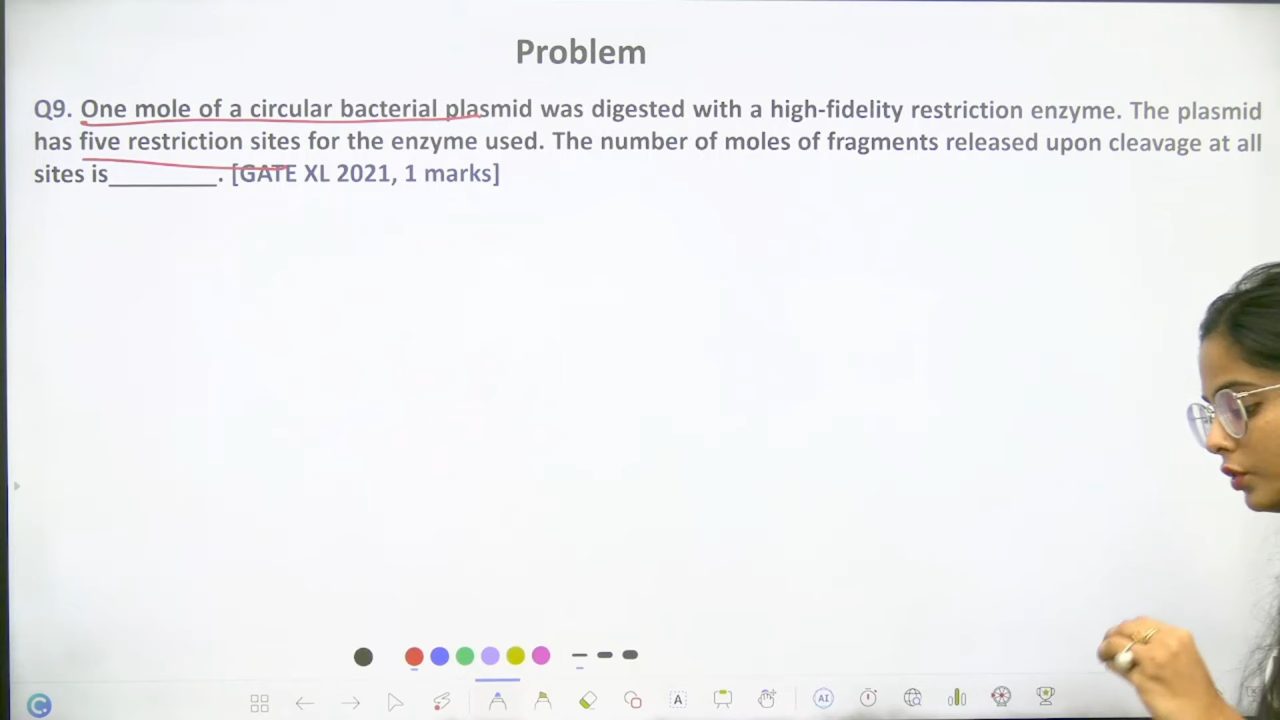 Problem
Q9. One mole of a circular bacterial plasmid was digested with a high-fidelity restriction enzyme. The plasmid
has five restriction sites for the enzyme used. The number of moles of fragments released upon cleavage at all
sites is________. [GATE XL 2021, 1 marks]
A
AI
C